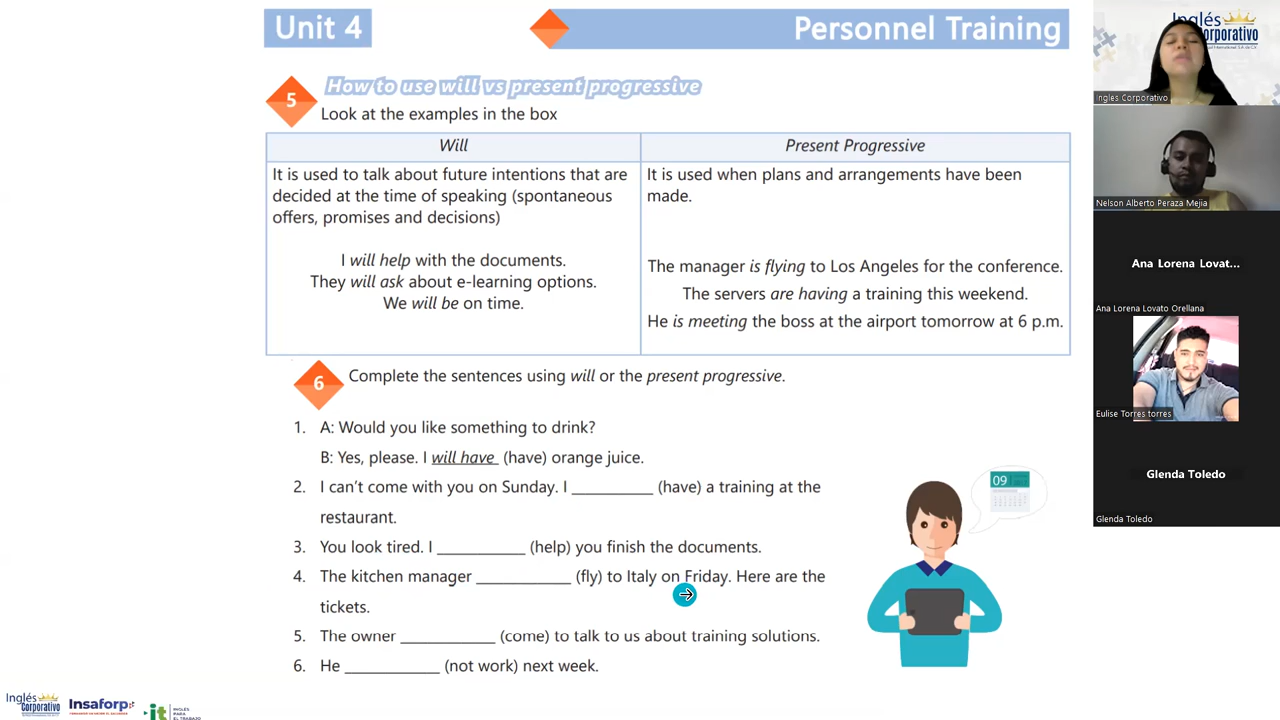 Unit 4
Personnel Training
5
How to use will vs present progressive
Look at the examples in the box
Will
Present Progressive
It is used to talk about future intentions that are
decided at the time of speaking (spontaneous
offers, promises and decisions)
I will help with the documents.
They will ask about e-learning options.
We will be on time.
It is used when plans and arrangements have been
made.
The manager is flying to Los Angeles for the conference.
The servers are having a training this weekend.
He is meeting the boss at the airport tomorrow at 6 p.m.
6
Complete the sentences using will or the present progressive.
1. A: Would you like something to drink?
B: Yes, please. I will have (have) orange juice.
2. I can't come with you on Sunday. I _________ (have) a training at the
restaurant.
3. You look tired. I __________ (help) you finish the documents.
4. The kitchen manager ___________ (fly) to Italy on Friday. Here are the
tickets.
5. The owner ___________ (come) to talk to us about training solutions.
6. He ___________ (not work) next week.
09
Inglés
Corporativo
Insaforp
it
INGLÉS
PARA
EL TRABAJO
Inglés
Corporativo
Ingles Corporativo
Nelson Alberto Peraza Mejia
Ana Lorena Lovat...
Ana Lorena Lovato Orellana
Eulise Torres torres
Glenda Toledo
Glenda Toledo